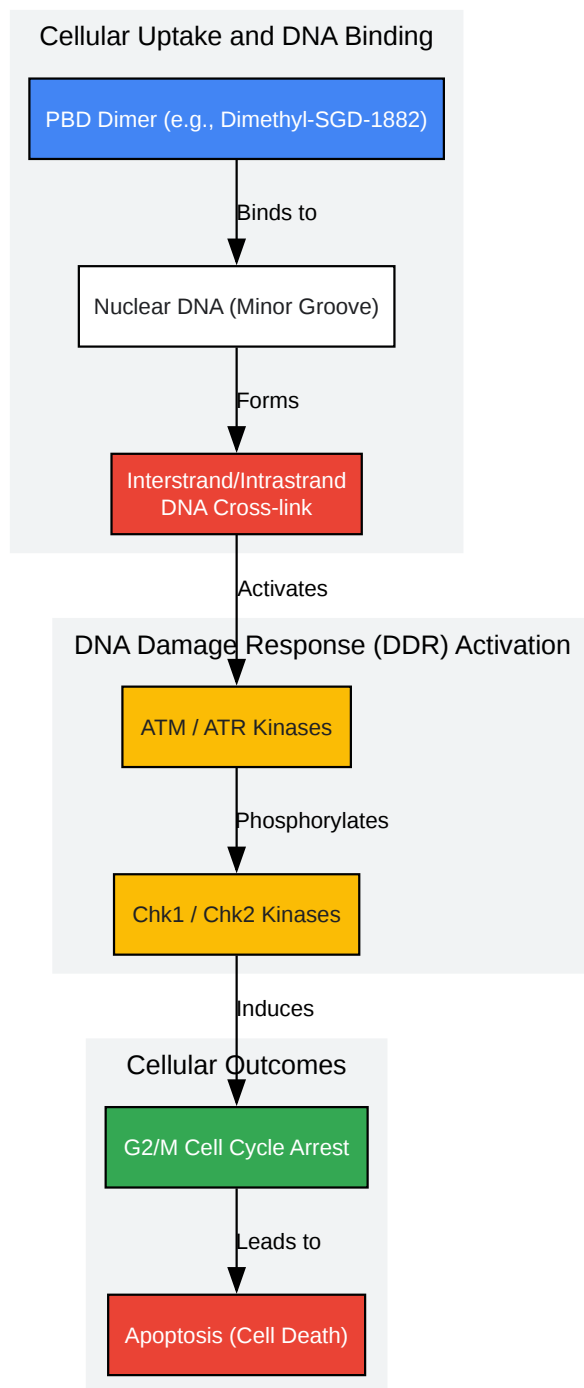 Cellular Uptake and DNA Binding
PBD Dimer (e.g., Dimethyl-SGD-1882)
Binds to
Nuclear DNA (Minor Groove)
Forms
Interstrand/Intrastrand
DNA Cross-link
Activates
DNA Damage Response (DDR) Activation
ATM / ATR Kinases
Phosphorylates
Chk1 / Chk2 Kinases
Induces
Cellular Outcomes
G2/M Cell Cycle Arrest
Leads to
Apoptosis (Cell Death)